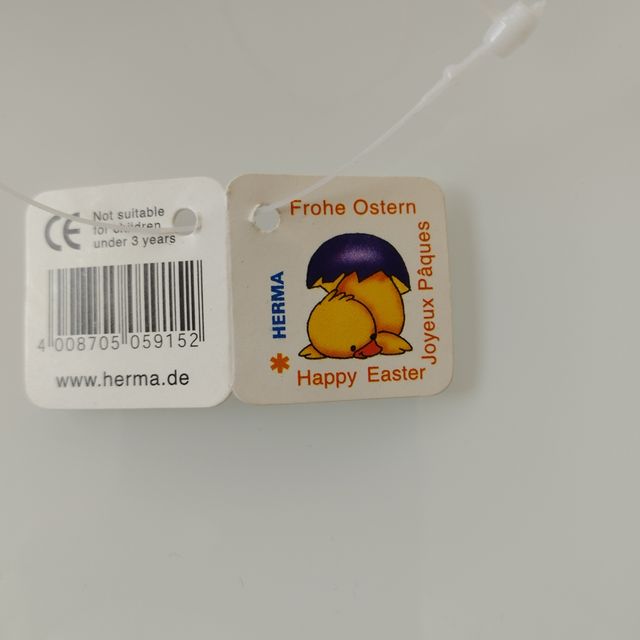 CE
Not suitable
for children
under 3 years
4 008705 059152
www.herma.de
Frohe Ostern
Joyeux Pâques
HERMA
Happy Easter